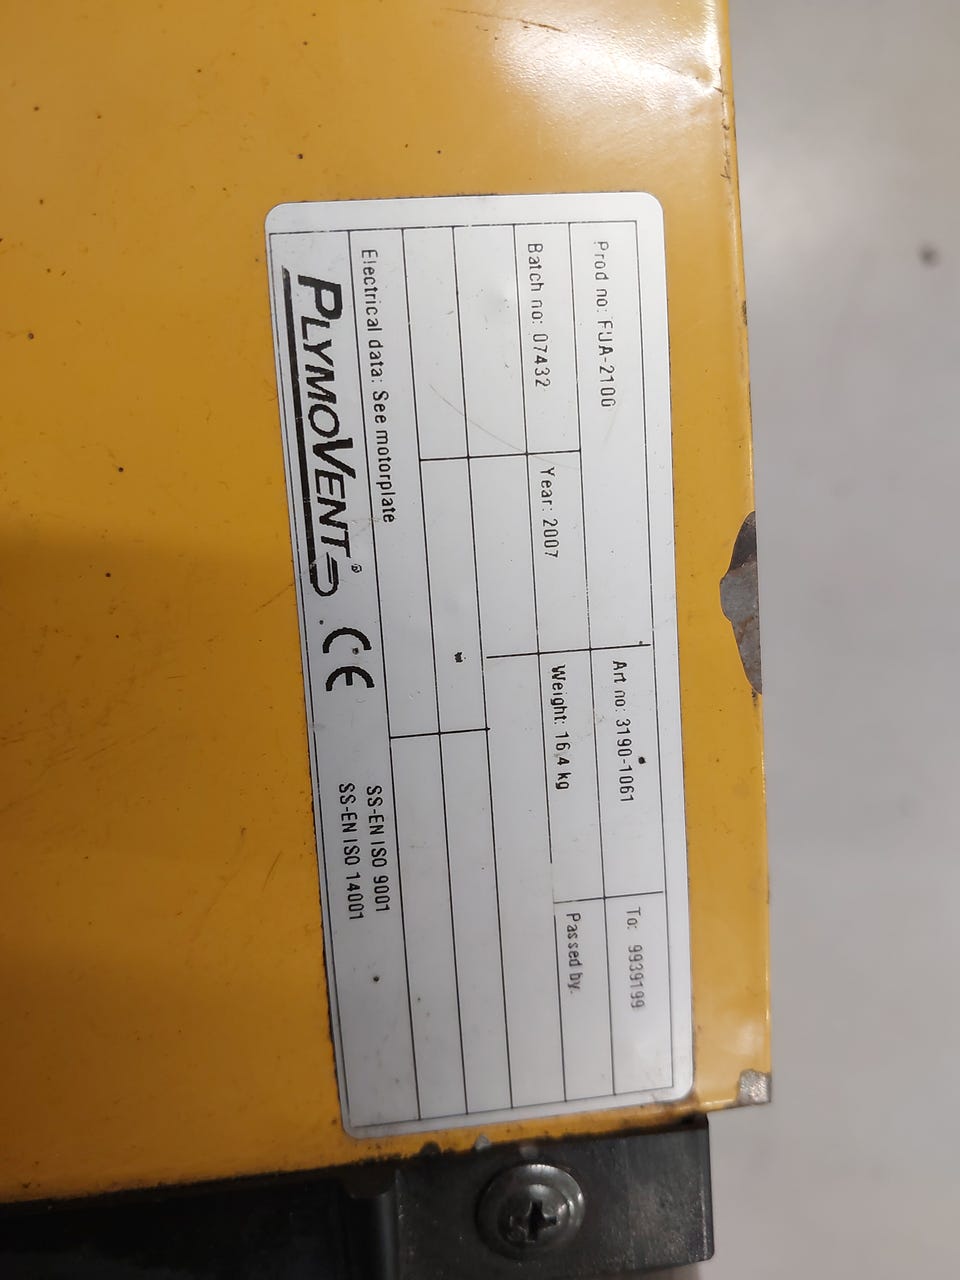 Prod no: FUA-2100
Art no: 3190-1061
To: 9939199
Batch no: 07432
Year: 2007
Weight: 16,4 kg
Passed by:
Electrical data: See motorplate
PLYMOVENT® CE
SS-EN ISO 9001
SS-EN ISO 14001